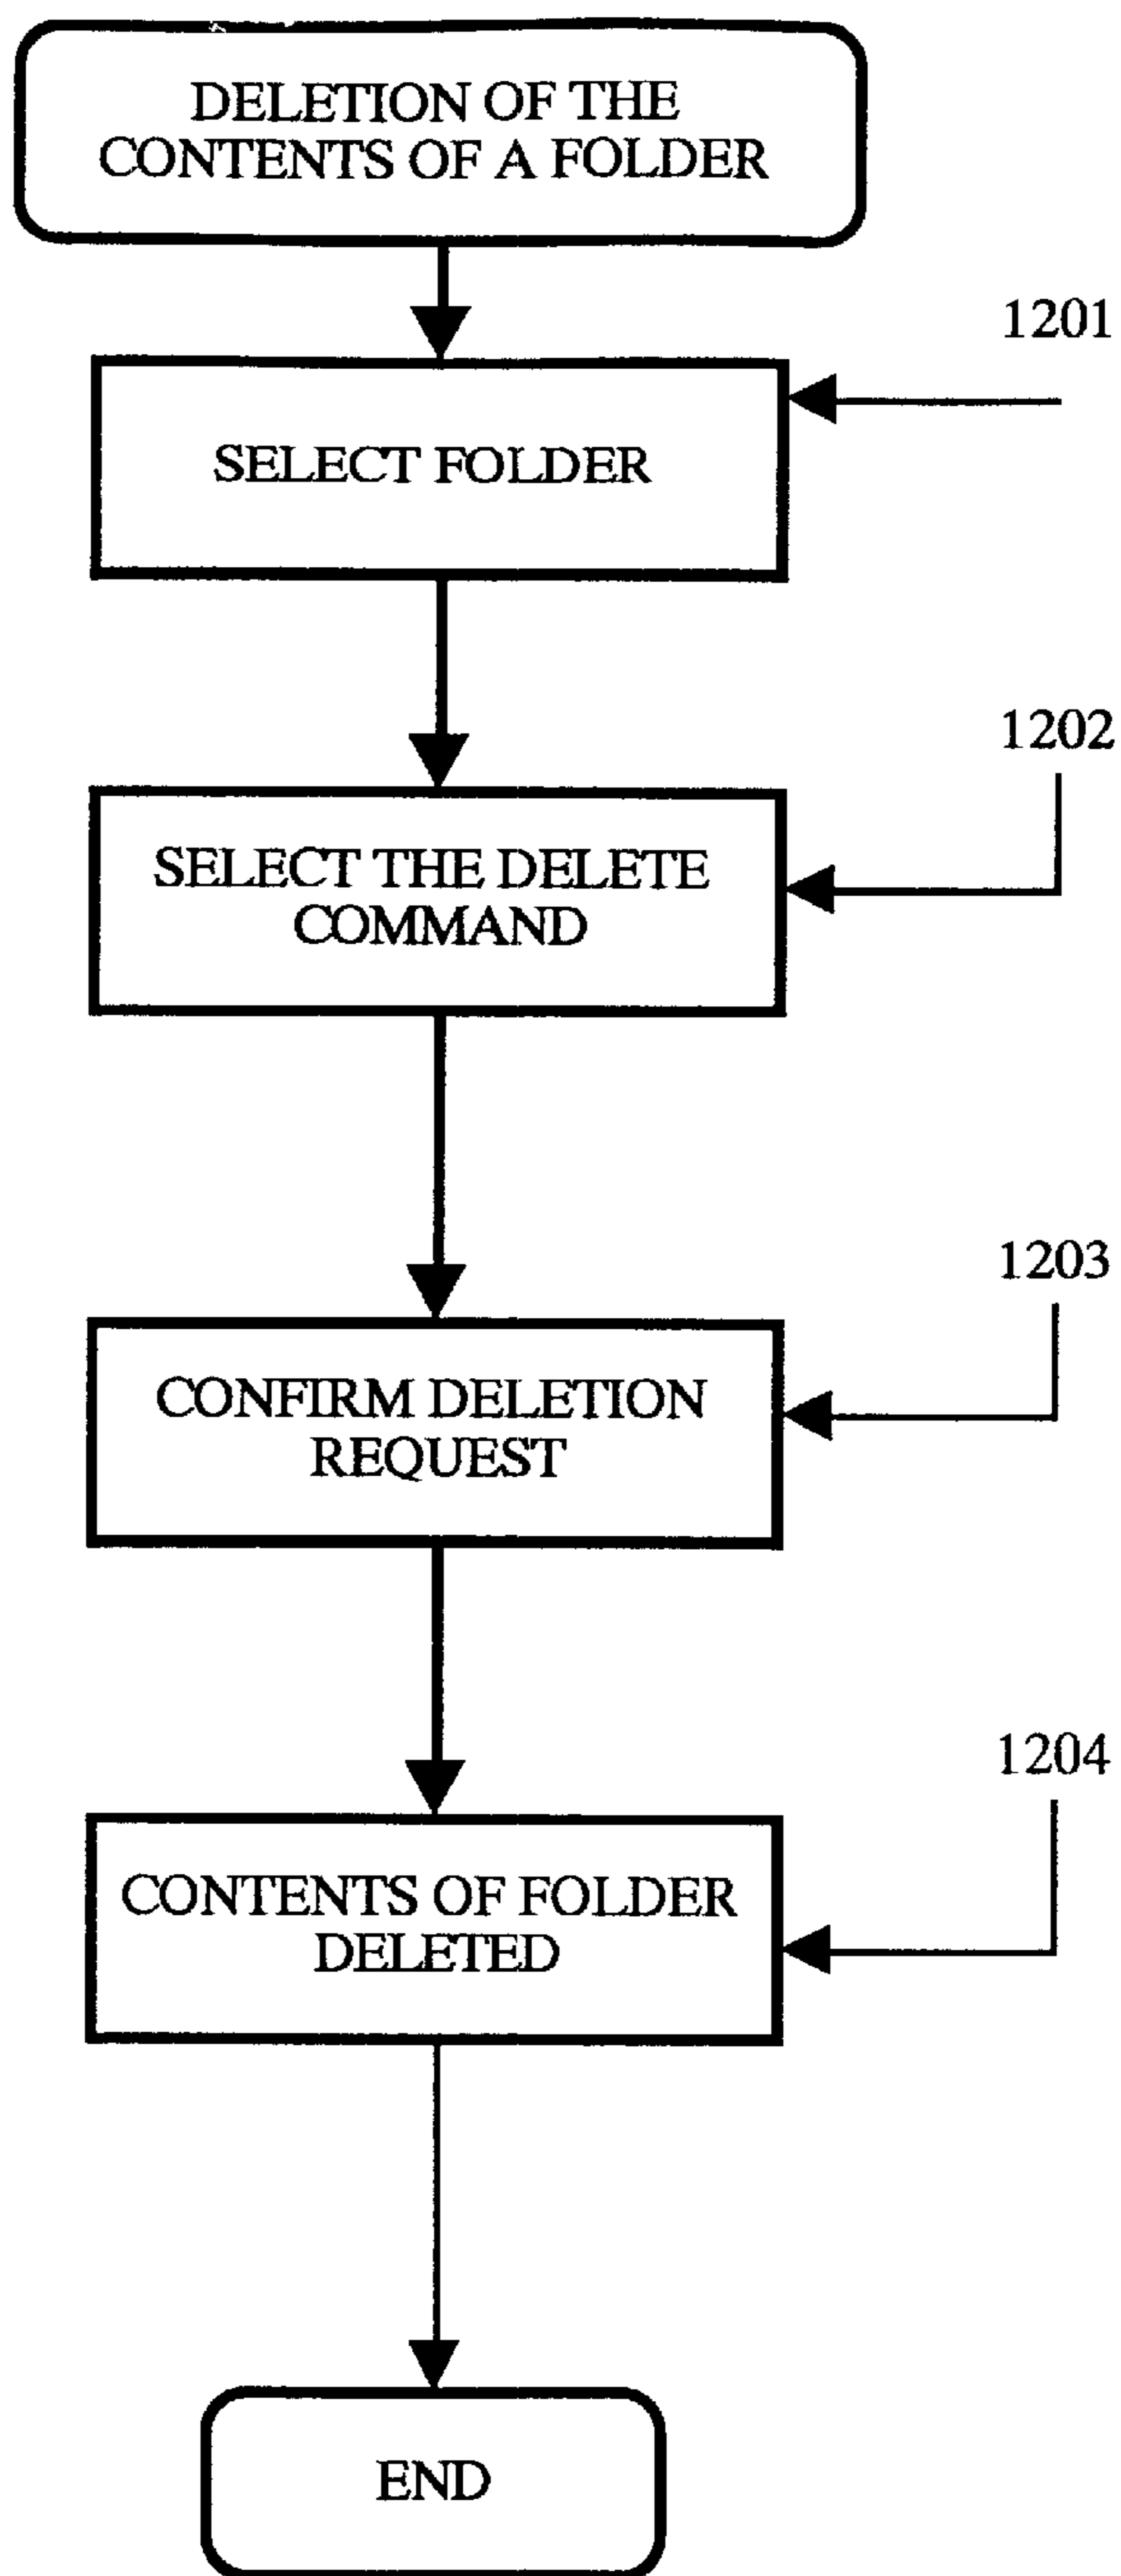 DELETION OF THE
CONTENTS OF A FOLDER
1201
SELECT FOLDER
1202
SELECT THE DELETE
COMMAND
1203
CONFIRM DELETION
REQUEST
1204
CONTENTS OF FOLDER
DELETED
END